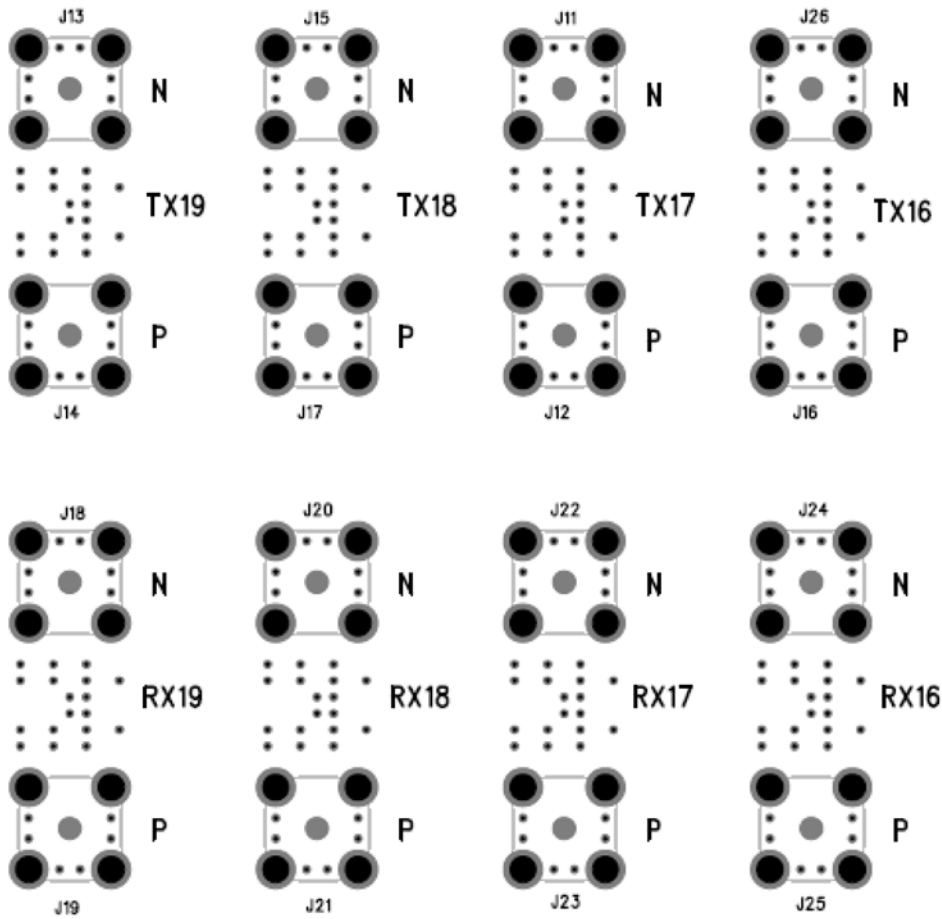 J13 J15 J11 J26
N N N N
TX19 TX18 TX17 TX16
P P P P
J14 J17 J12 J16
J18 J20 J22 J24
N N N N
RX19 RX18 RX17 RX16
P P P P
J19 J21 J23 J25